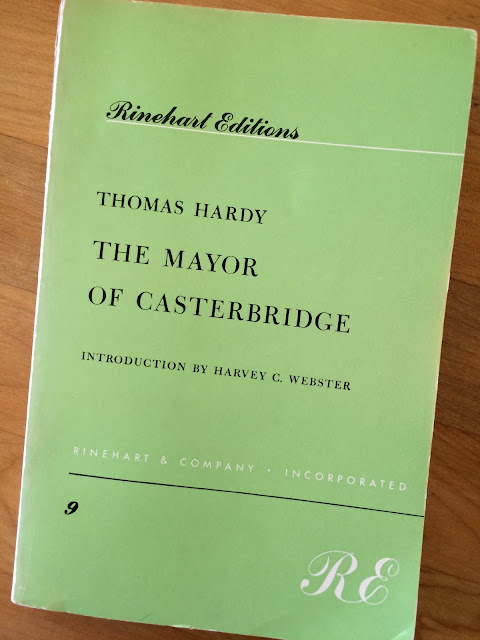 Rinehart Editions
THOMAS HARDY
THE MAYOR
OF CASTERBRIDGE
INTRODUCTION BY HARVEY C. WEBSTER
RINEHART & COMPANY · INCORPORATED
9
RE